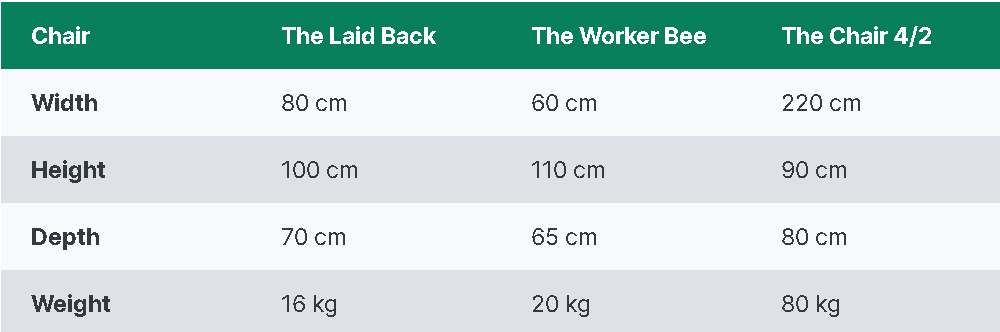 Chair The Laid Back The Worker Bee The Chair 4/2
Width 80 cm 60 cm 220 cm
Height 100 cm 110 cm 90 cm
Depth 70 cm 65 cm 80 cm
Weight 16 kg 20 kg 80 kg